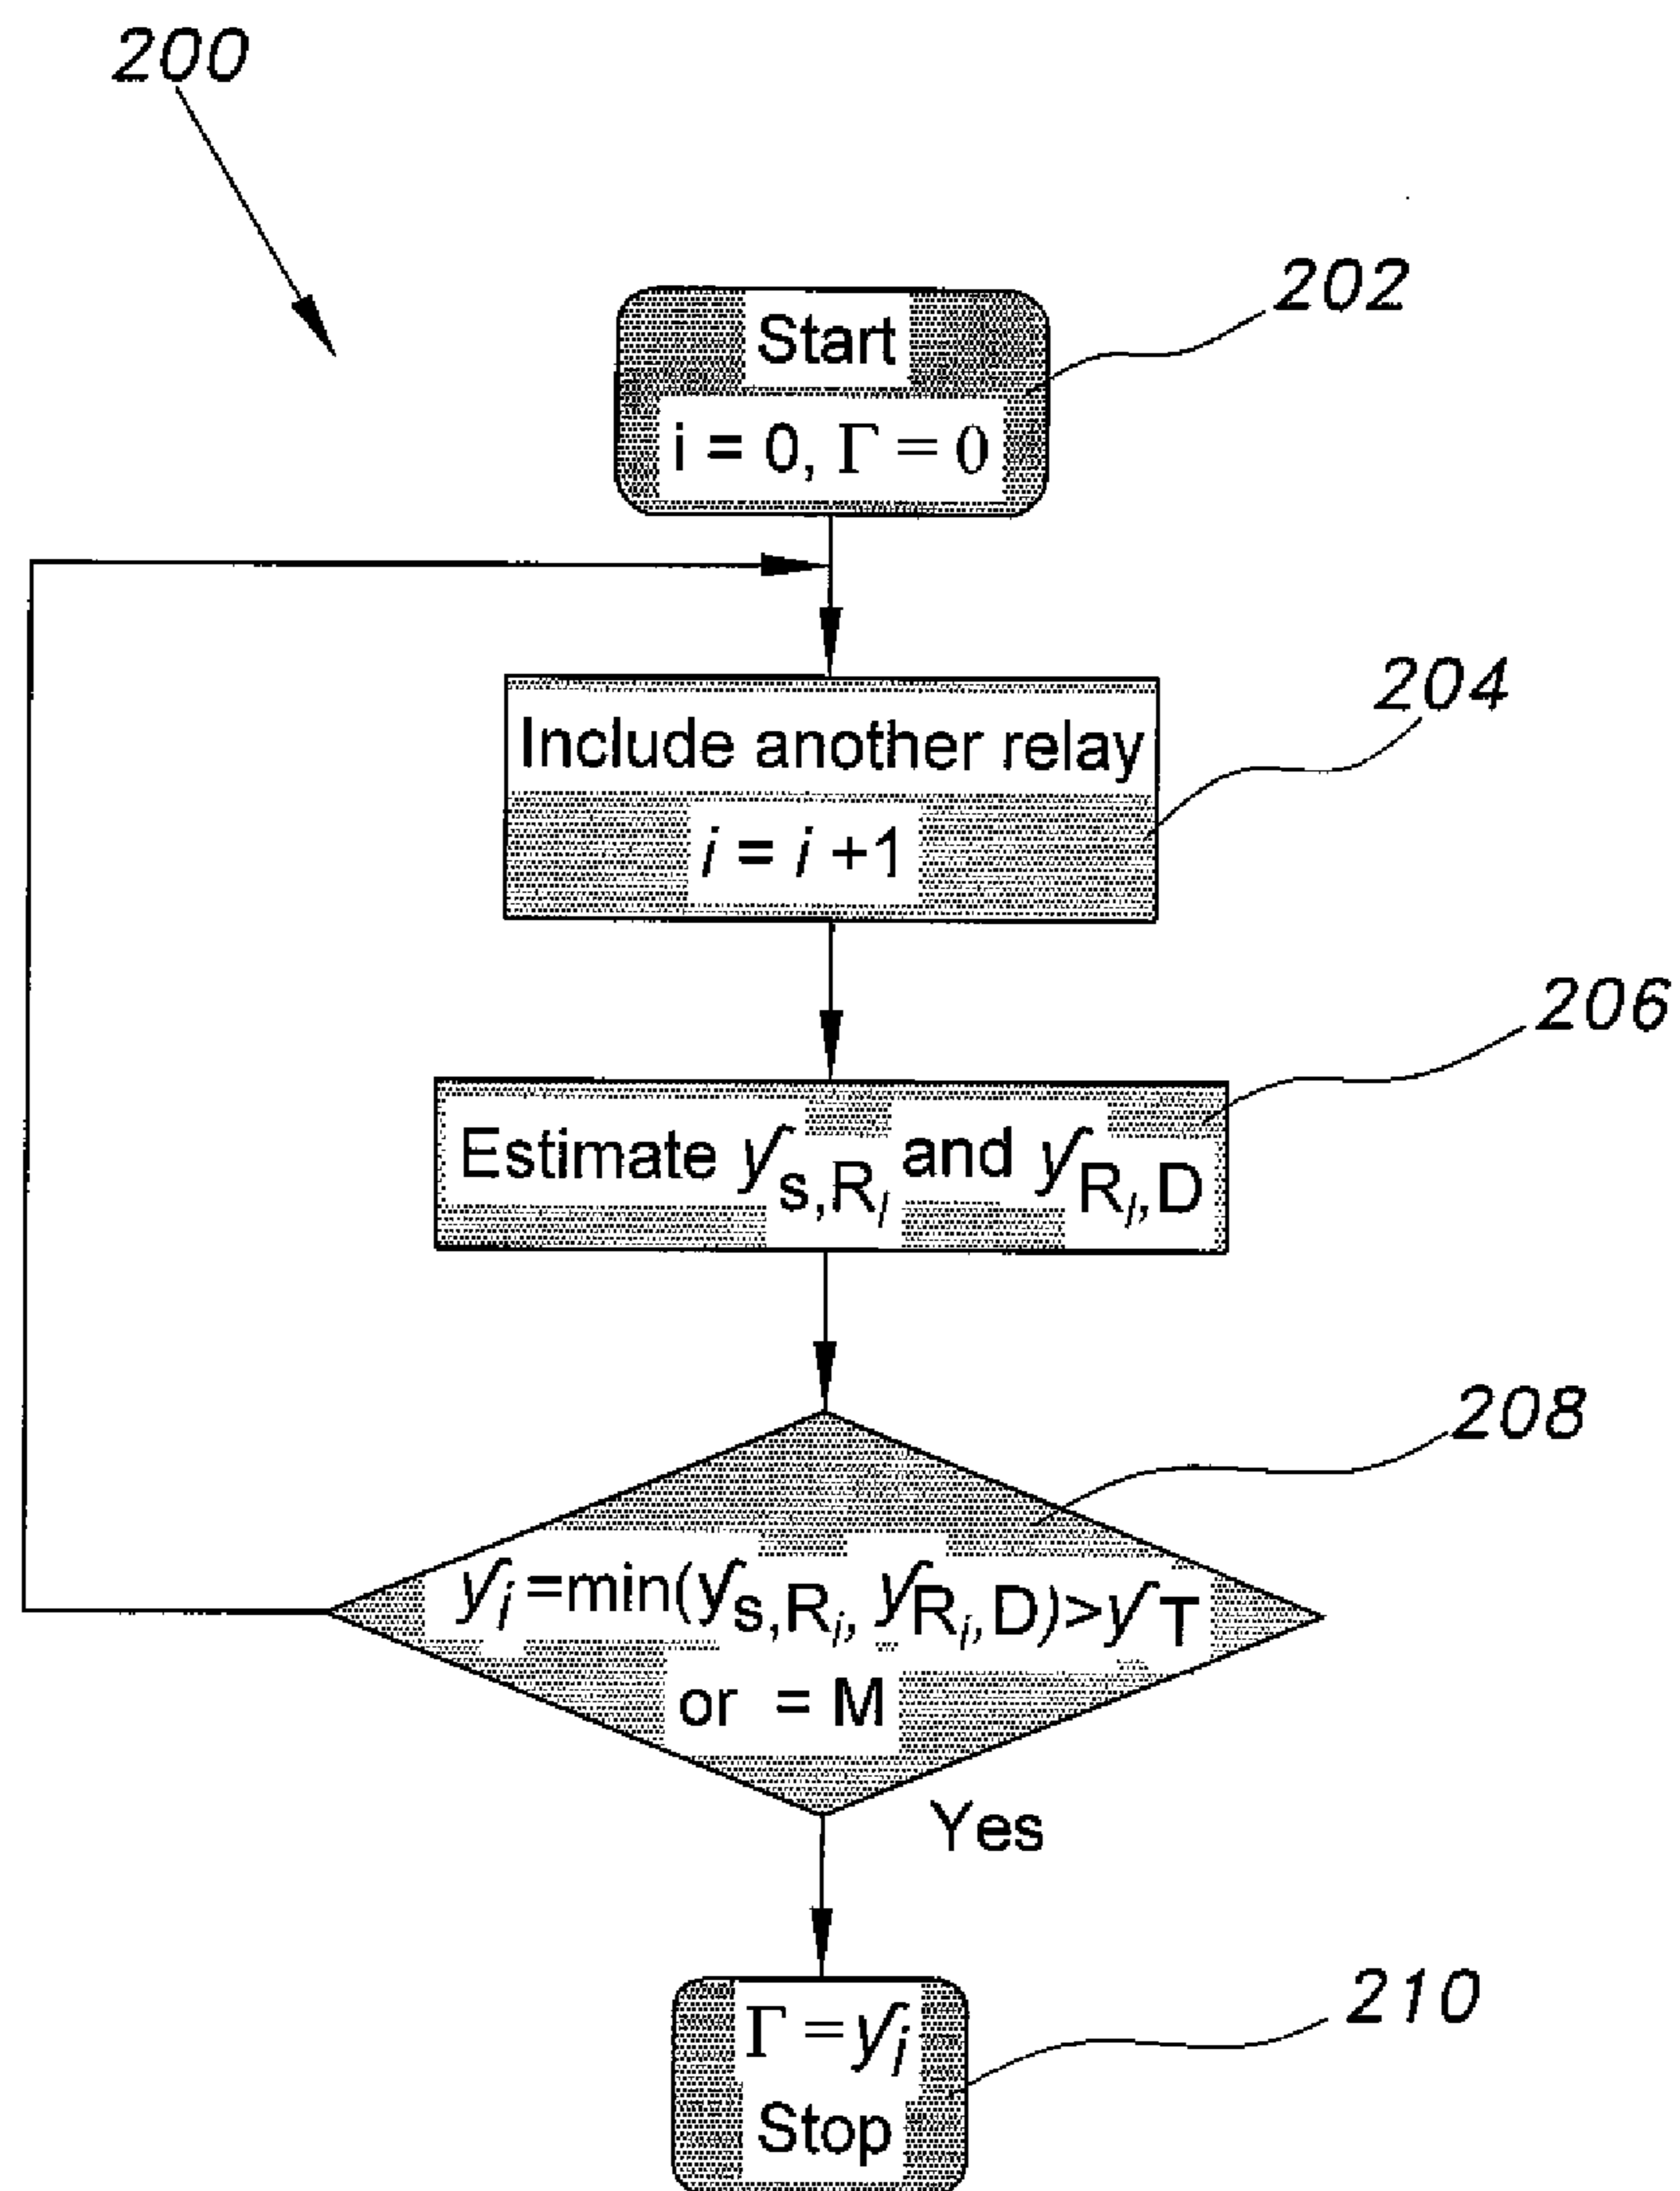 200
202
Start
i = 0, Γ = 0
204
Include another relay
i = i +1
206
Estimate γs,Ri and γRi,D
208
γi =min(γs,Ri, γRi,D)>γT
or = M
Yes
210
Γ = γi
Stop